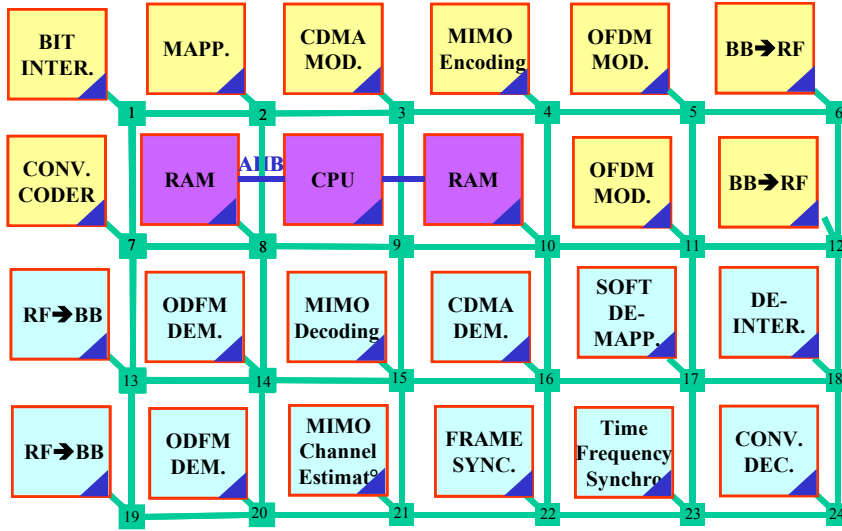 BIT
INTER.
MAPP.
CDMA
MOD.
MIMO
Encoding
OFDM
MOD.
BB➔RF
1
2
3
4
5
6
CONV.
CODER
RAM
AHB
CPU
RAM
OFDM
MOD.
BB➔RF
7
8
9
10
11
12
RF➔BB
ODFM
DEM.
MIMO
Decoding
CDMA
DEM.
SOFT
DE-
MAPP.
DE-
INTER.
13
14
15
16
17
18
RF➔BB
ODFM
DEM.
MIMO
Channel
Estimat°
FRAME
SYNC.
Time
Frequency
Synchro
CONV.
DEC.
19
20
21
22
23
24